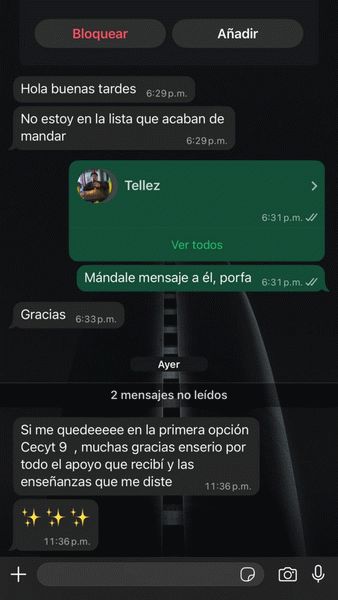 Bloquear
Añadir
Hola buenas tardes
6:29 p.m.
No estoy en la lista que acaban de
mandar
6:29 p.m.
Tellez
6:31 p.m.
Ver todos
Mándale mensaje a él, porfa
6:31 p.m.
Gracias
6:33 p.m.
Ayer
2 mensajes no leídos
Si me quedeeeee en la primera opción
Cecyt 9  , muchas gracias enserio por
todo el apoyo que recibí y las
enseñanzas que me diste
11:36 p.m.
✨✨✨
11:36 p.m.